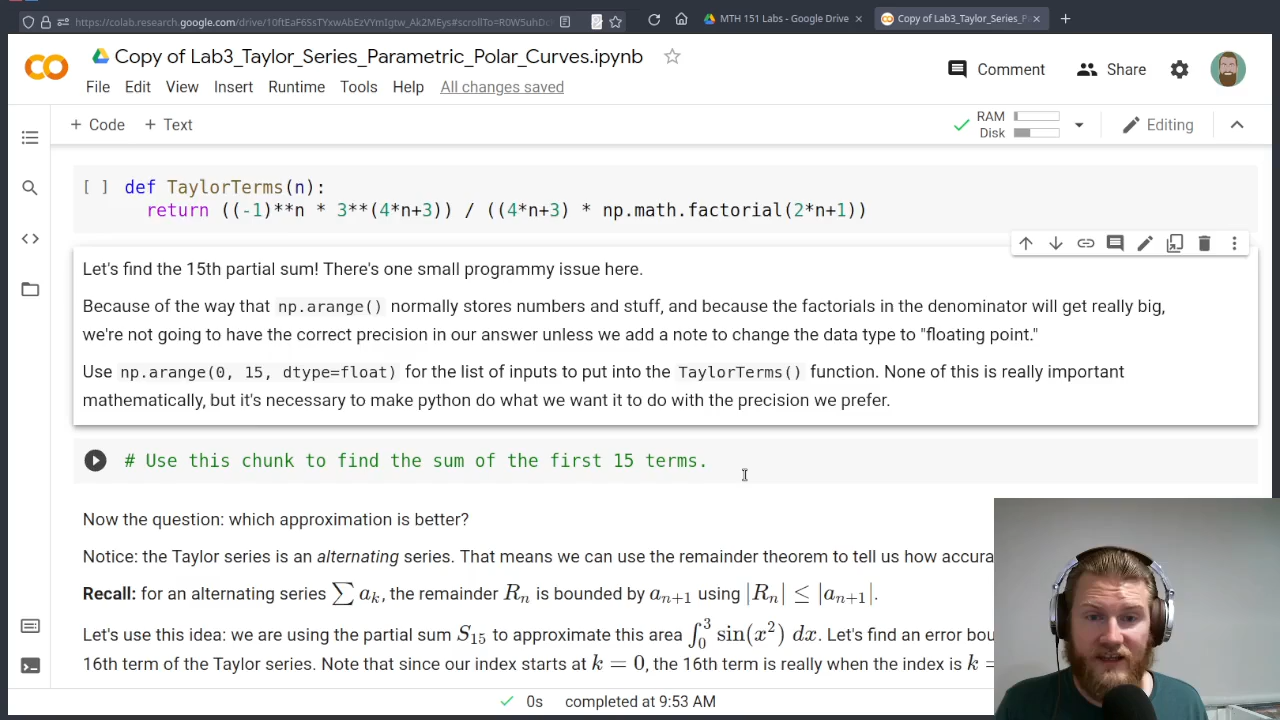 https://colab.research.google.com/drive/10ftEaF6SsTYxwAbEzVYmIgtw_Ak2MEys#scrollTo=R0W5uhD
MTH 151 Labs - Google Drive
Copy of Lab3_Taylor_Series_P
Copy of Lab3_Taylor_Series_Parametric_Polar_Curves.ipynb
Comment
Share
File Edit View Insert Runtime Tools Help All changes saved
+ Code + Text
RAM
Disk
Editing
[ ] def TaylorTerms(n):
return ((-1)**n * 3**(4*n+3)) / ((4*n+3) * np.math.factorial(2*n+1))
Let's find the 15th partial sum! There's one small programmy issue here.
Because of the way that np.arange() normally stores numbers and stuff, and because the factorials in the denominator will get really big,
we're not going to have the correct precision in our answer unless we add a note to change the data type to "floating point."
Use np.arange(0, 15, dtype=float) for the list of inputs to put into the TaylorTerms() function. None of this is really important
mathematically, but it's necessary to make python do what we want it to do with the precision we prefer.
# Use this chunk to find the sum of the first 15 terms.
Now the question: which approximation is better?
Notice: the Taylor series is an alternating series. That means we can use the remainder theorem to tell us how accura
Recall: for an alternating series ∑ aₖ, the remainder Rₙ is bounded by aₙ₊₁ using |Rₙ| ≤ |aₙ₊₁|.
Let's use this idea: we are using the partial sum S₁₅ to approximate this area ∫₀³ sin(x²) dx. Let's find an error bou
16th term of the Taylor series. Note that since our index starts at k = 0, the 16th term is really when the index is k =
0s completed at 9:53 AM